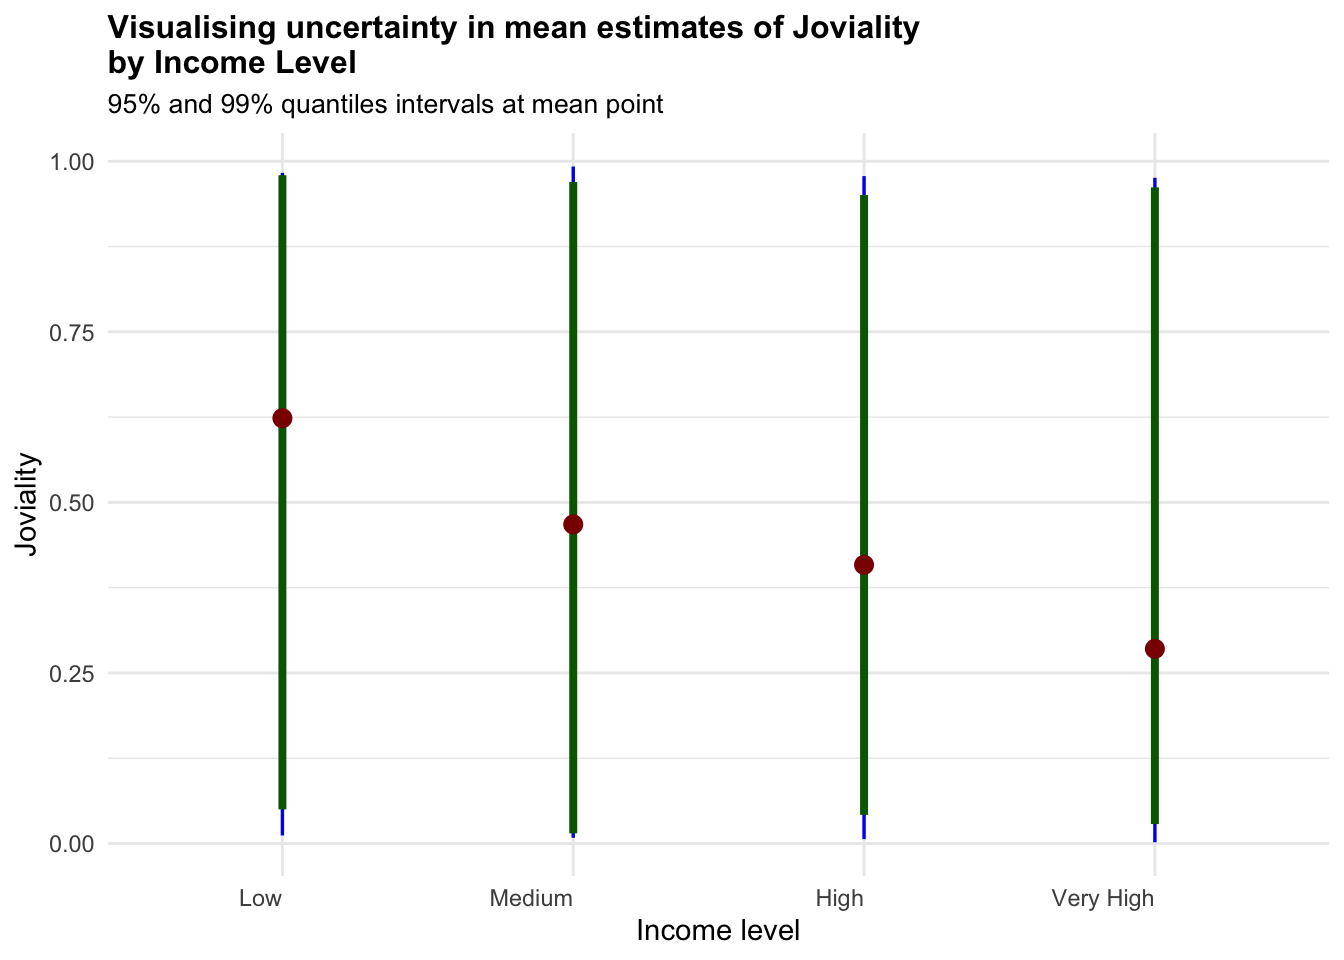 Visualising uncertainty in mean estimates of Joviality
by Income Level
95% and 99% quantiles intervals at mean point
1.00
0.75
0.50
0.25
0.00
Joviality
Low
Medium
High
Very High
Income level